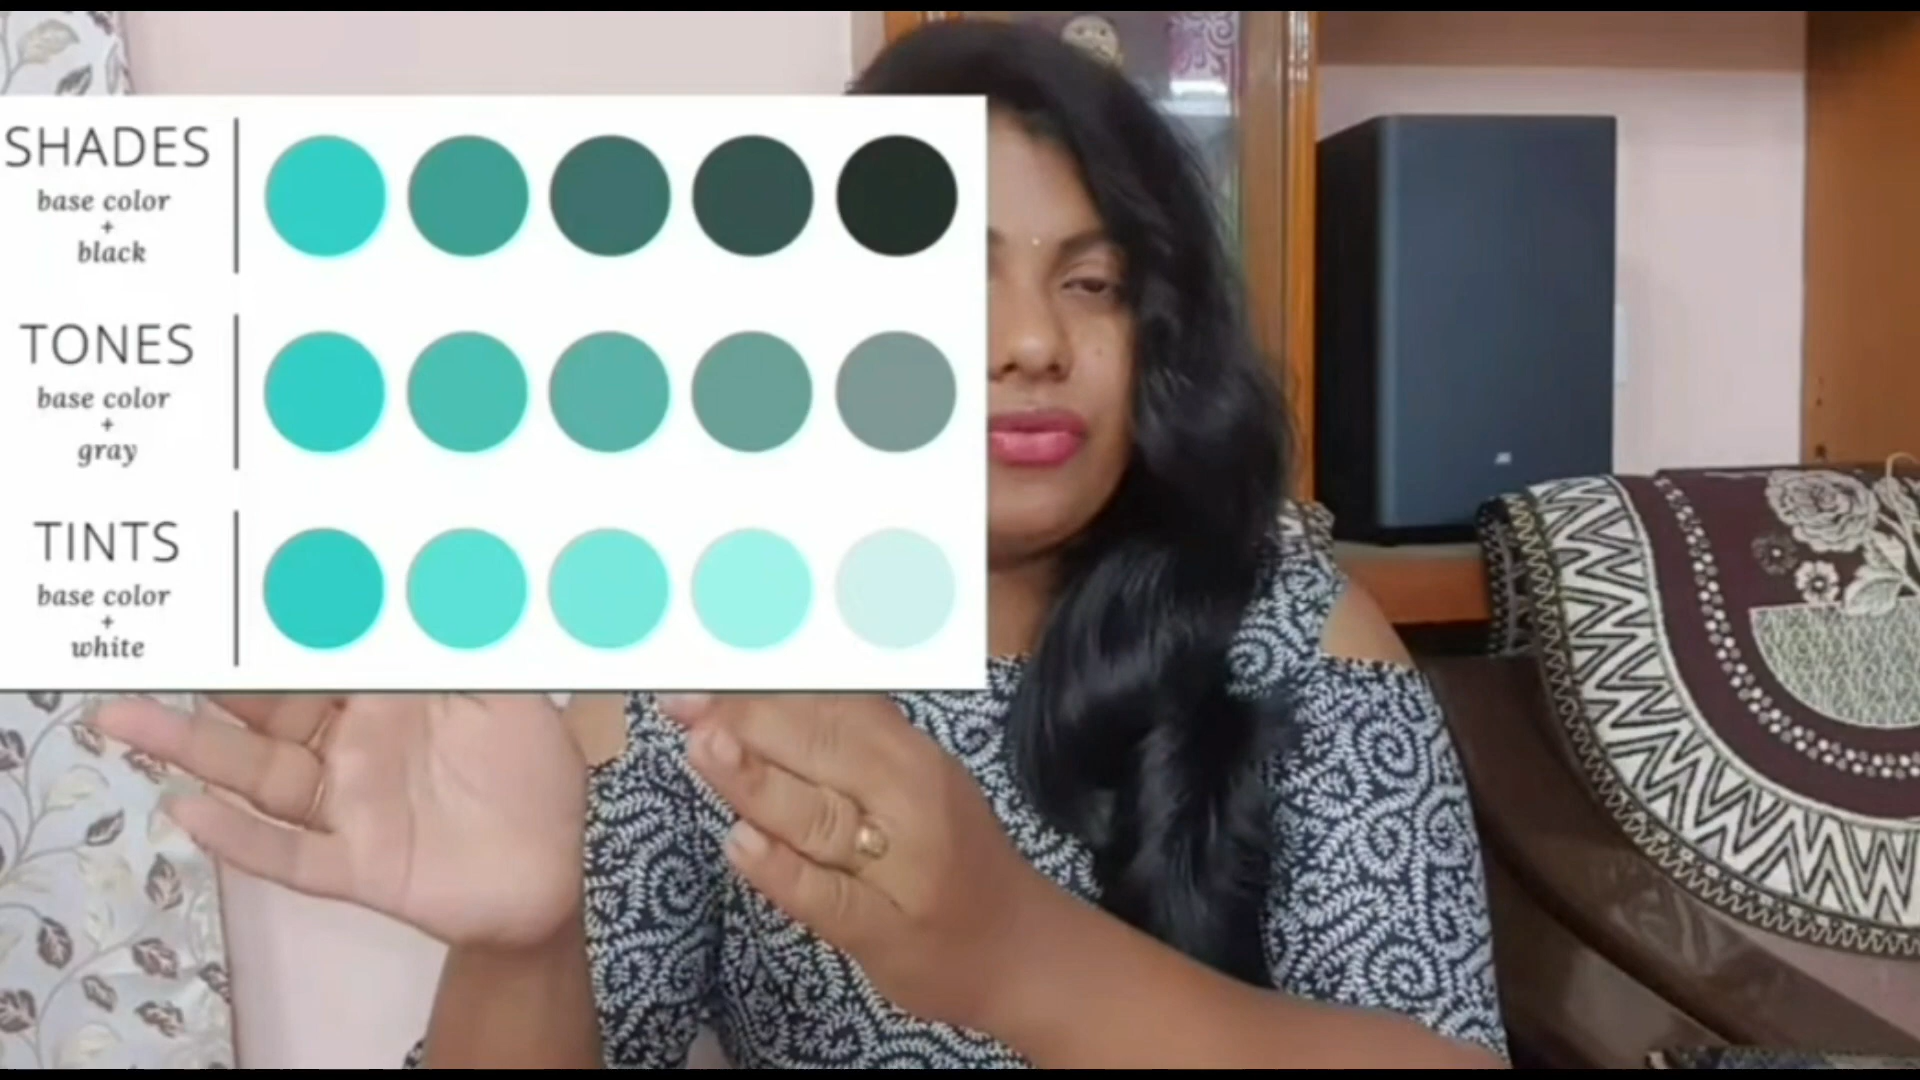 SHADES
base color
+
black
TONES
base color
+
gray
TINTS
base color
+
white